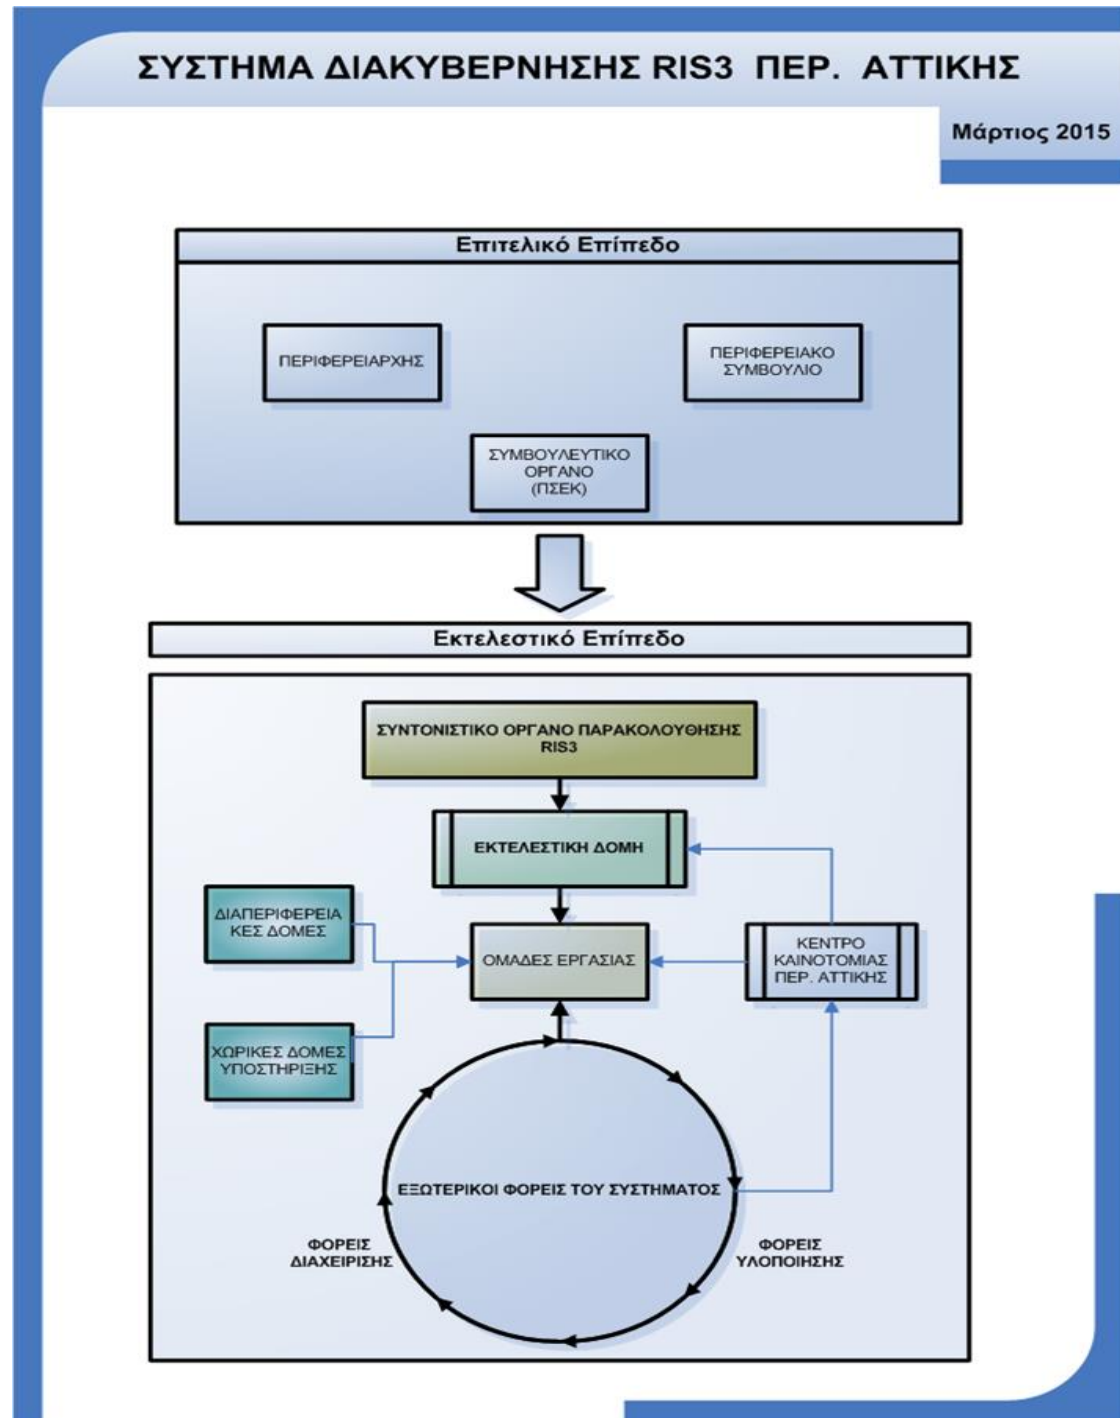 ΣΥΣΤΗΜΑ ΔΙΑΚΥΒΕΡΝΗΣΗΣ RIS3 ΠΕΡ. ΑΤΤΙΚΗΣ
Μάρτιος 2015
Επιτελικό Επίπεδο
ΠΕΡΙΦΕΡΕΙΑΡΧΗΣ
ΠΕΡΙΦΕΡΕΙΑΚΟ
ΣΥΜΒΟΥΛΙΟ
ΣΥΜΒΟΥΛΕΥΤΙΚΟ
ΟΡΓΑΝΟ
(ΠΣΕΚ)
Εκτελεστικό Επίπεδο
ΣΥΝΤΟΝΙΣΤΙΚΟ ΟΡΓΑΝΟ ΠΑΡΑΚΟΛΟΥΘΗΣΗΣ
RIS3
ΕΚΤΕΛΕΣΤΙΚΗ ΔΟΜΗ
ΔΙΑΠΕΡΙΦΕΡΕΙΑ
ΚΕΣ ΔΟΜΕΣ
ΟΜΑΔΕΣ ΕΡΓΑΣΙΑΣ
ΚΕΝΤΡΟ
ΚΑΙΝΟΤΟΜΙΑΣ
ΠΕΡ. ΑΤΤΙΚΗΣ
ΧΩΡΙΚΕΣ ΔΟΜΕΣ
ΥΠΟΣΤΗΡΙΞΗΣ
ΕΞΩΤΕΡΙΚΟΙ ΦΟΡΕΙΣ ΤΟΥ ΣΥΣΤΗΜΑΤΟΣ
ΦΟΡΕΙΣ
ΔΙΑΧΕΙΡΙΣΗΣ
ΦΟΡΕΙΣ
ΥΛΟΠΟΙΗΣΗΣ